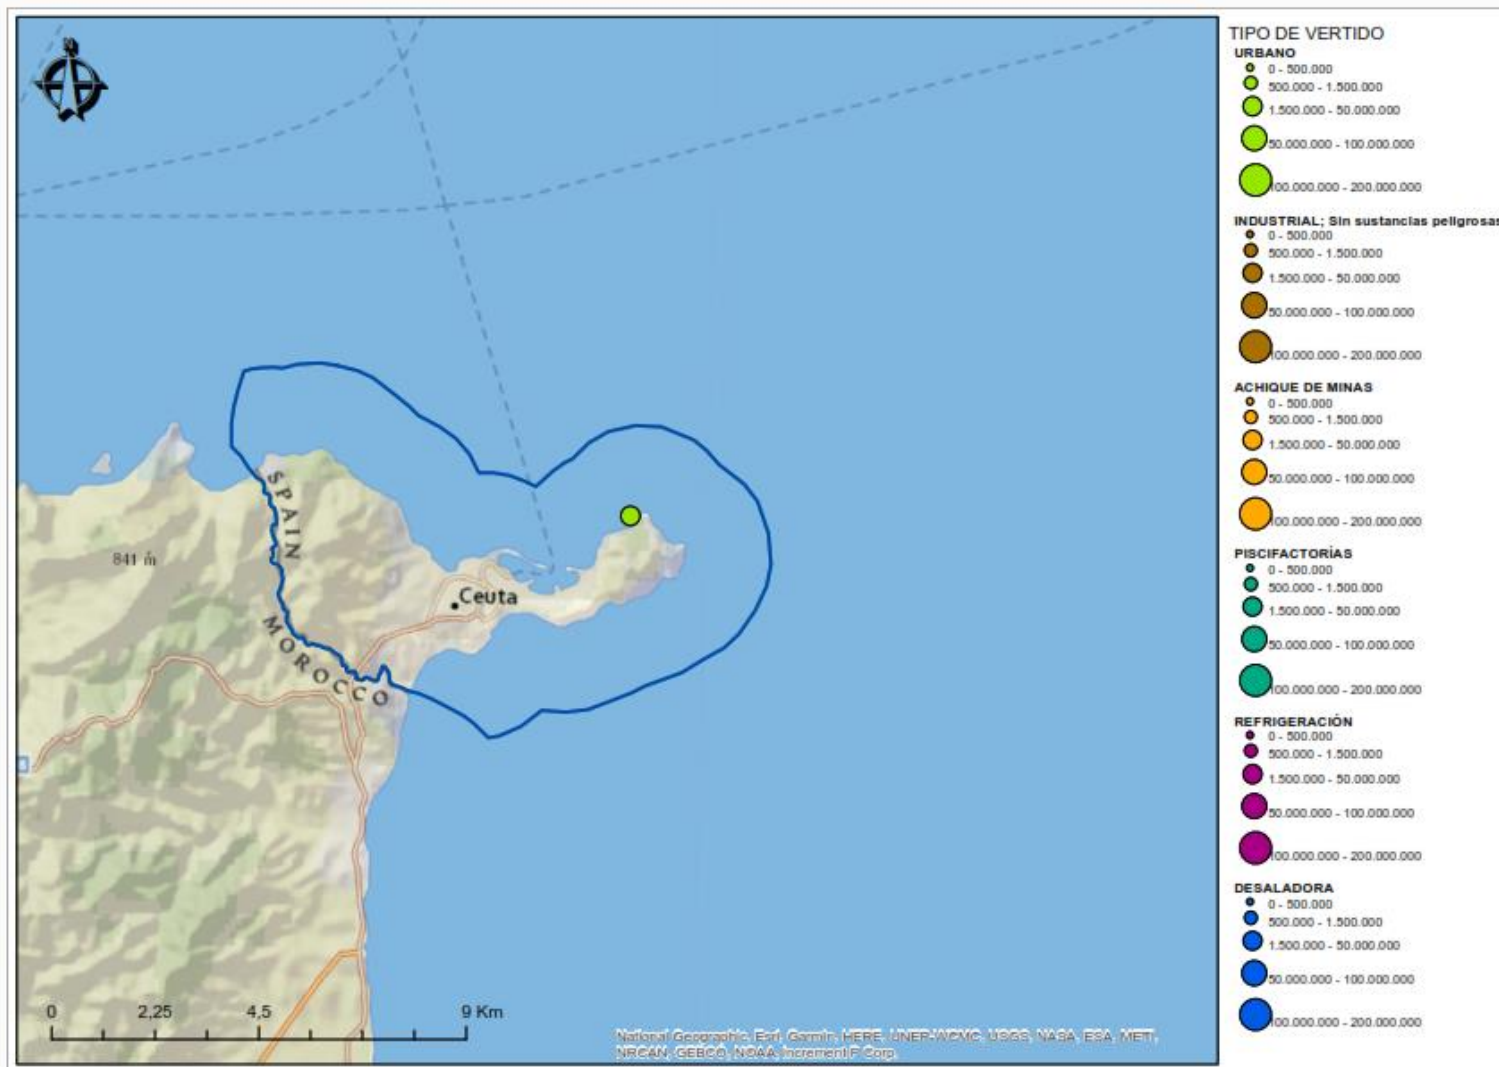 N
SPAIN
841 m
Ceuta
MOROCCO
0 2,25 4,5 9 Km
National Geographic, Esri, Garmin, HERE, UNEP-WCMC, USGS, NASA, ESA, METI,
NRCAN, GEBCO, NOAA, Increment P Corp.
TIPO DE VERTIDO
URBANO
0 - 500.000
500.000 - 1.500.000
1.500.000 - 50.000.000
50.000.000 - 100.000.000
100.000.000 - 200.000.000
INDUSTRIAL; Sin sustancias peligrosas
0 - 500.000
500.000 - 1.500.000
1.500.000 - 50.000.000
50.000.000 - 100.000.000
100.000.000 - 200.000.000
ACHIQUE DE MINAS
0 - 500.000
500.000 - 1.500.000
1.500.000 - 50.000.000
50.000.000 - 100.000.000
100.000.000 - 200.000.000
PISCIFACTORÍAS
0 - 500.000
500.000 - 1.500.000
1.500.000 - 50.000.000
50.000.000 - 100.000.000
100.000.000 - 200.000.000
REFRIGERACIÓN
0 - 500.000
500.000 - 1.500.000
1.500.000 - 50.000.000
50.000.000 - 100.000.000
100.000.000 - 200.000.000
DESALADORA
0 - 500.000
500.000 - 1.500.000
1.500.000 - 50.000.000
50.000.000 - 100.000.000
100.000.000 - 200.000.000